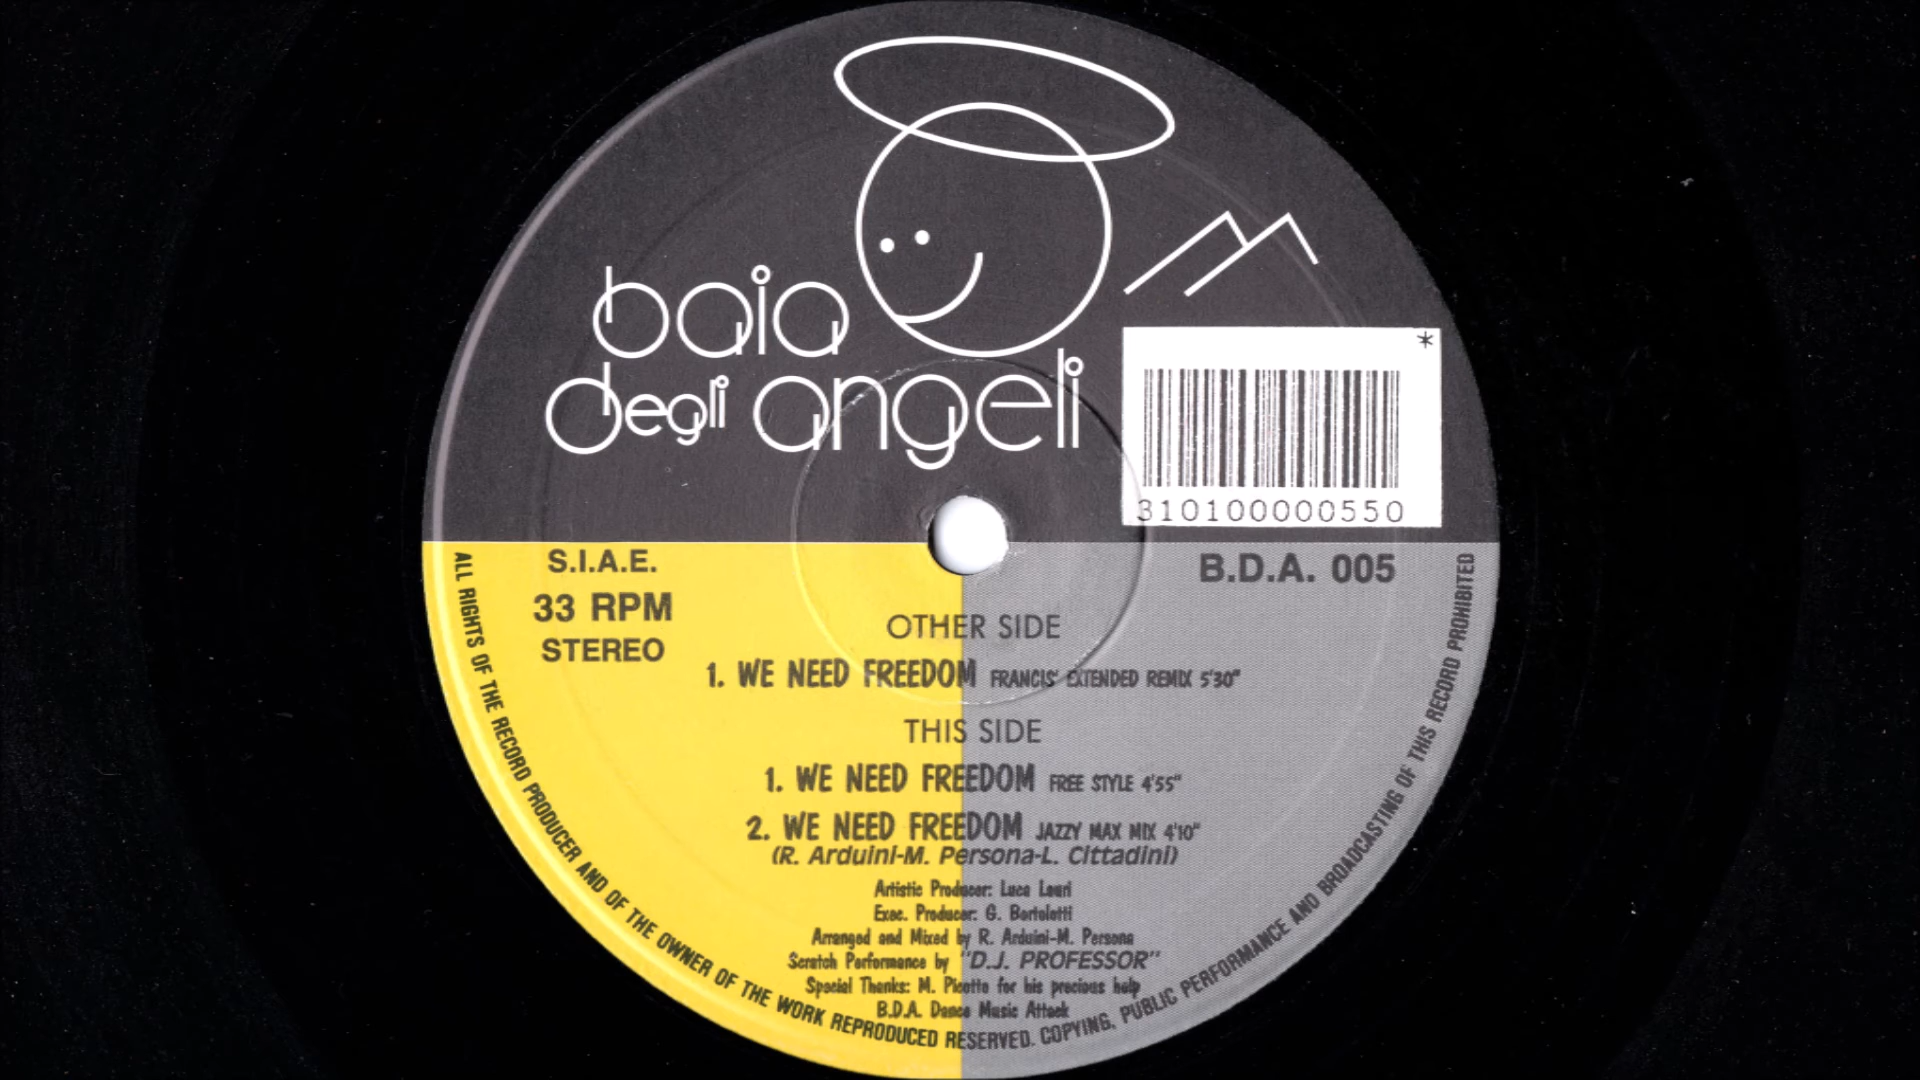 baia
degli angeli
*
310100000550
S.I.A.E.
33 RPM
STEREO
B.D.A. 005
OTHER SIDE
1. WE NEED FREEDOM FRANCIS' EXTENDED REMIX 5'30"
THIS SIDE
1. WE NEED FREEDOM FREE STYLE 4'55"
2. WE NEED FREEDOM JAZZY MAX MIX 4'10"
(R. Arduini-M. Persona-L. Cittadini)
Artistic Producer: Luca Lauri
Exec. Producer: G. Bortolotti
Arranged and Mixed by R. Arduini-M. Persona
Scratch Performance by "D.J. PROFESSOR"
Special Thanks: M. Picotto for his precious help
B.D.A. Dance Music Attack
ALL RIGHTS OF THE RECORD PRODUCER AND OF THE OWNER OF THE WORK REPRODUCED RESERVED. COPYING, PUBLIC PERFORMANCE AND BROADCASTING OF THIS RECORD PROHIBITED